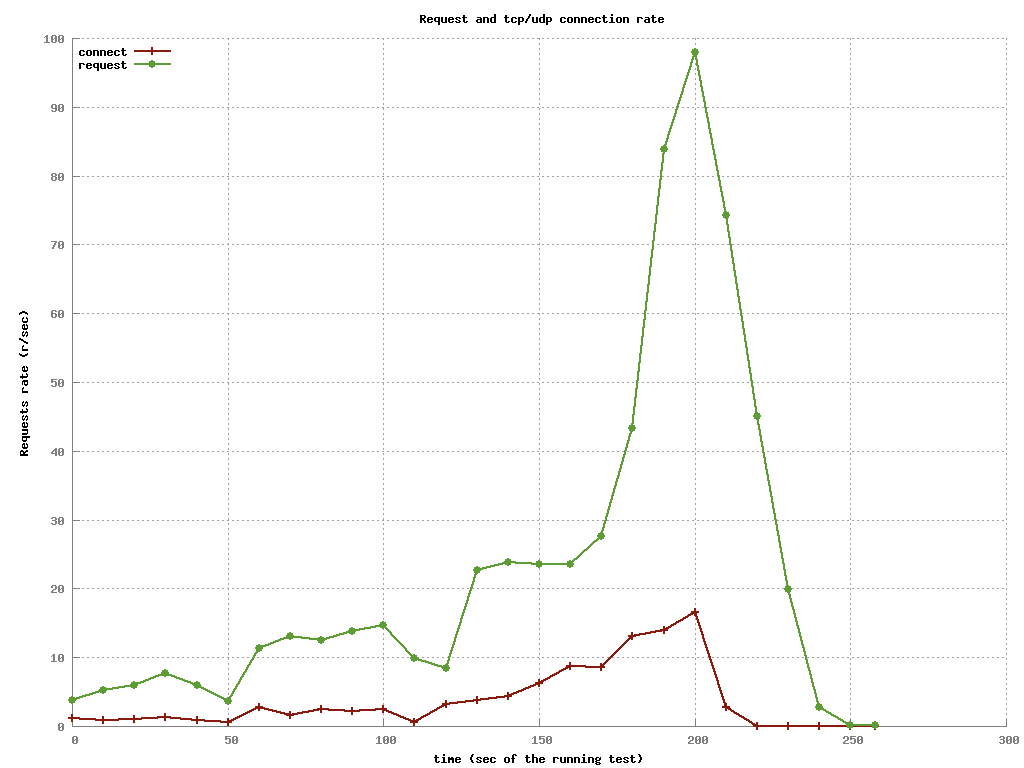 Request and tcp/udp connection rate
connect
request
100
90
80
70
60
50
40
30
20
10
0
Requests rate (r/sec)
0 50 100 150 200 250 300
time (sec of the running test)